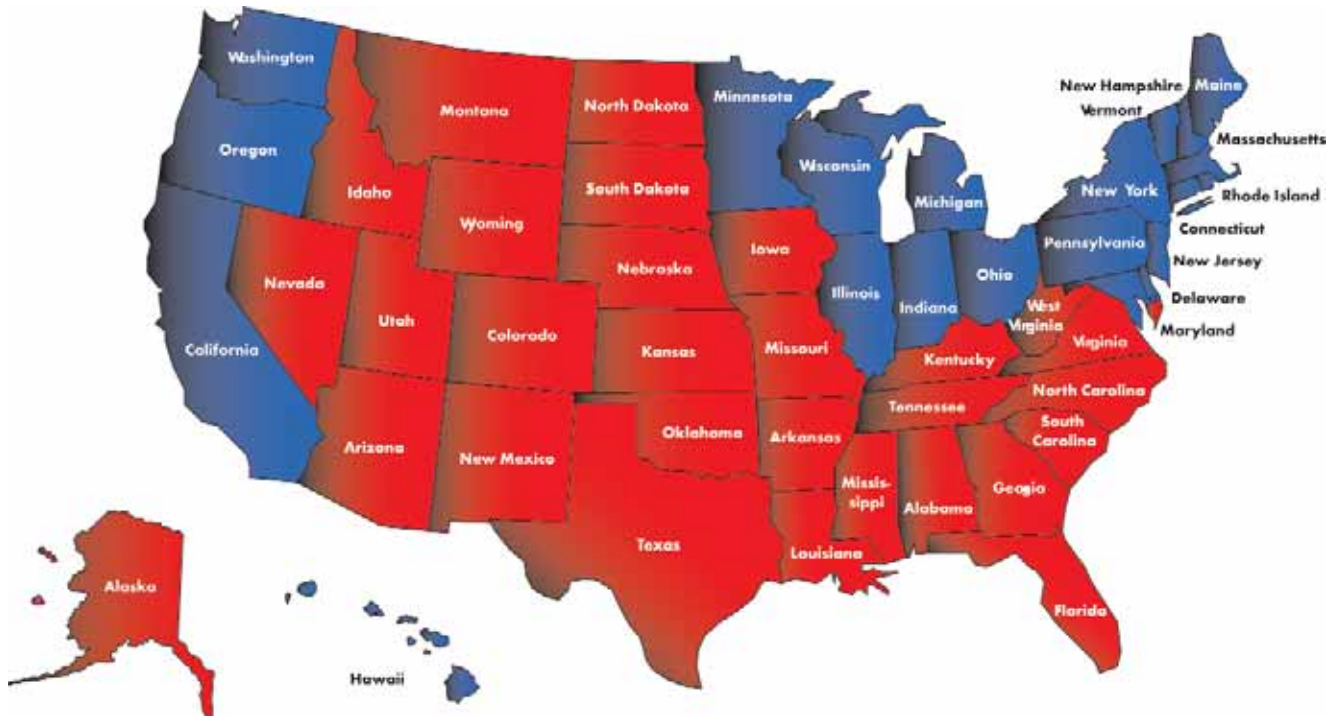 Washington
Montana
North Dakota
Minnesota
New Hampshire
Maine
Vermont
Massachusetts
Oregon
Idaho
South Dakota
Wisconsin
Michigan
New York
Rhode Island
Wyoming
Connecticut
Pennsylvania
Iowa
New Jersey
Nebraska
Nevada
Ohio
Illinois
Indiana
Delaware
Utah
Colorado
West
Virginia
Maryland
California
Kansas
Missouri
Virginia
Kentucky
North Carolina
Tennessee
South
Carolina
Oklahoma
Arkansas
Arizona
New Mexico
Missis-
sippi
Georgia
Alabama
Texas
Louisiana
Alaska
Florida
Hawaii